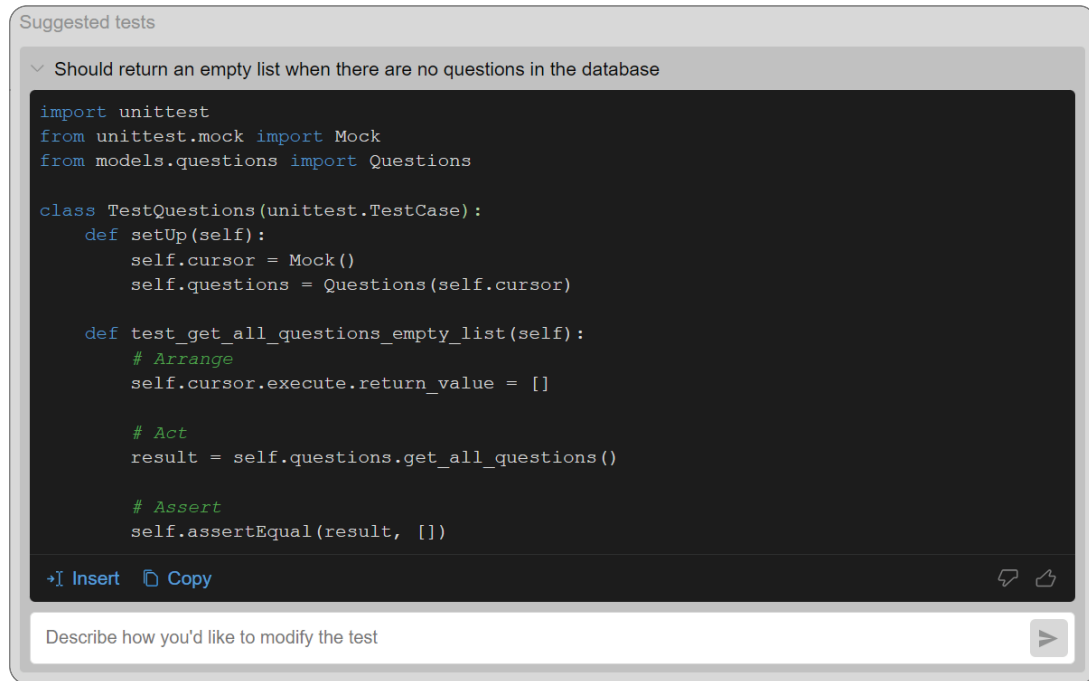 Suggested tests
Should return an empty list when there are no questions in the database
import unittest
from unittest.mock import Mock
from models.questions import Questions
class TestQuestions(unittest.TestCase):
    def setUp(self):
        self.cursor = Mock()
        self.questions = Questions(self.cursor)
    def test_get_all_questions_empty_list(self):
        # Arrange
        self.cursor.execute.return_value = []
        # Act
        result = self.questions.get_all_questions()
        # Assert
        self.assertEqual(result, [])
Insert Copy
Describe how you'd like to modify the test